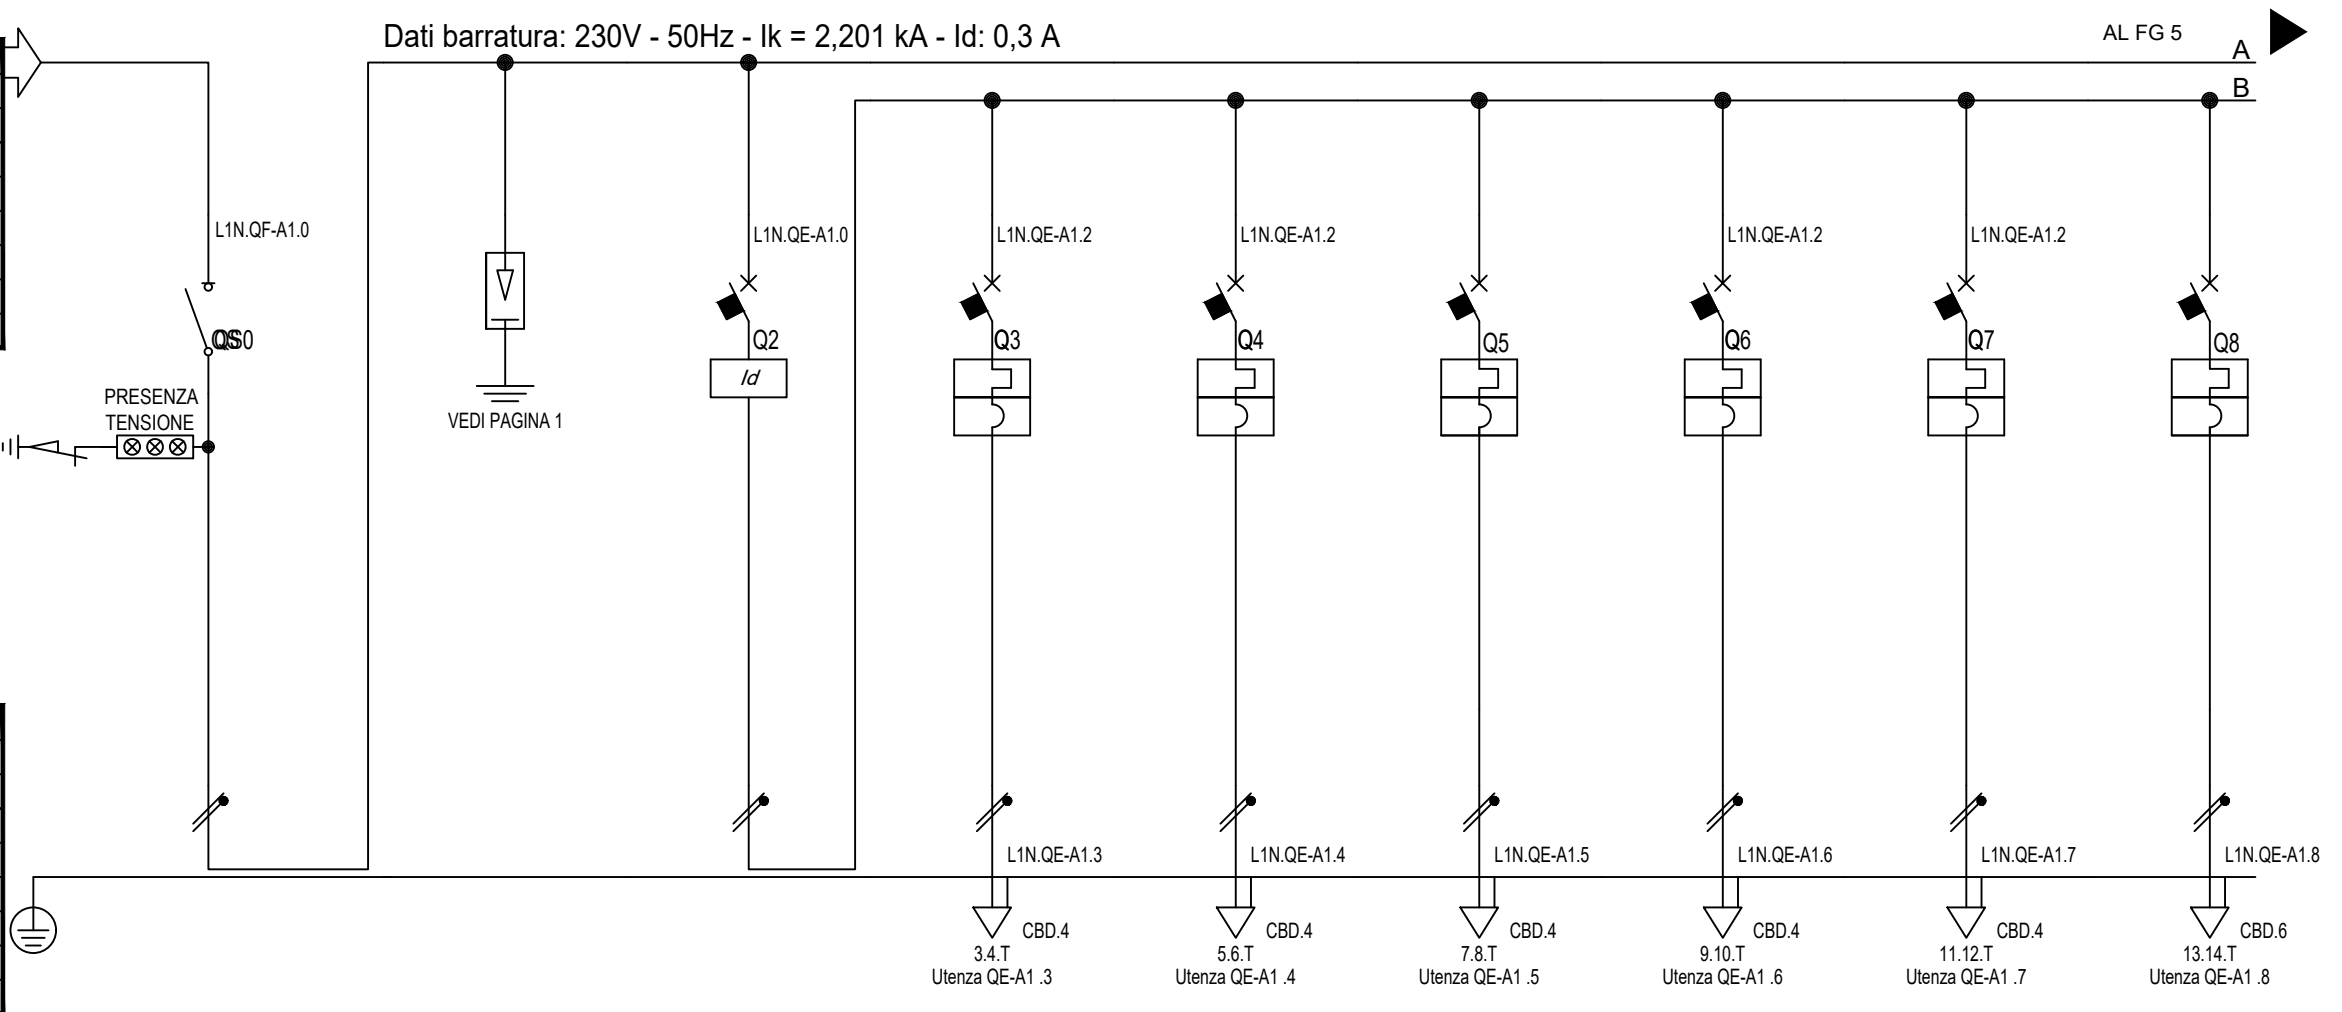 Dati barratura: 230V - 50Hz - Ik = 2,201 kA - Id: 0,3 A
AL FG 5
A
B
L1N.QF-A1.0
L1N.QE-A1.0
L1N.QE-A1.2
L1N.QE-A1.2
L1N.QE-A1.2
L1N.QE-A1.2
Q2
Q3
Q4
Q5
Q6
Q7
Q8
Id
PRESENZA
TENSIONE
VEDI PAGINA 1
L1N.QE-A1.3
L1N.QE-A1.4
L1N.QE-A1.5
L1N.QE-A1.6
L1N.QE-A1.7
L1N.QE-A1.8
CBD.4
CBD.4
CBD.4
CBD.4
CBD.4
CBD.6
3.4.T
5.6.T
7.8.T
9.10.T
11.12.T
13.14.T
Utenza QE-A1 .3
Utenza QE-A1 .4
Utenza QE-A1 .5
Utenza QE-A1 .6
Utenza QE-A1 .7
Utenza QE-A1 .8